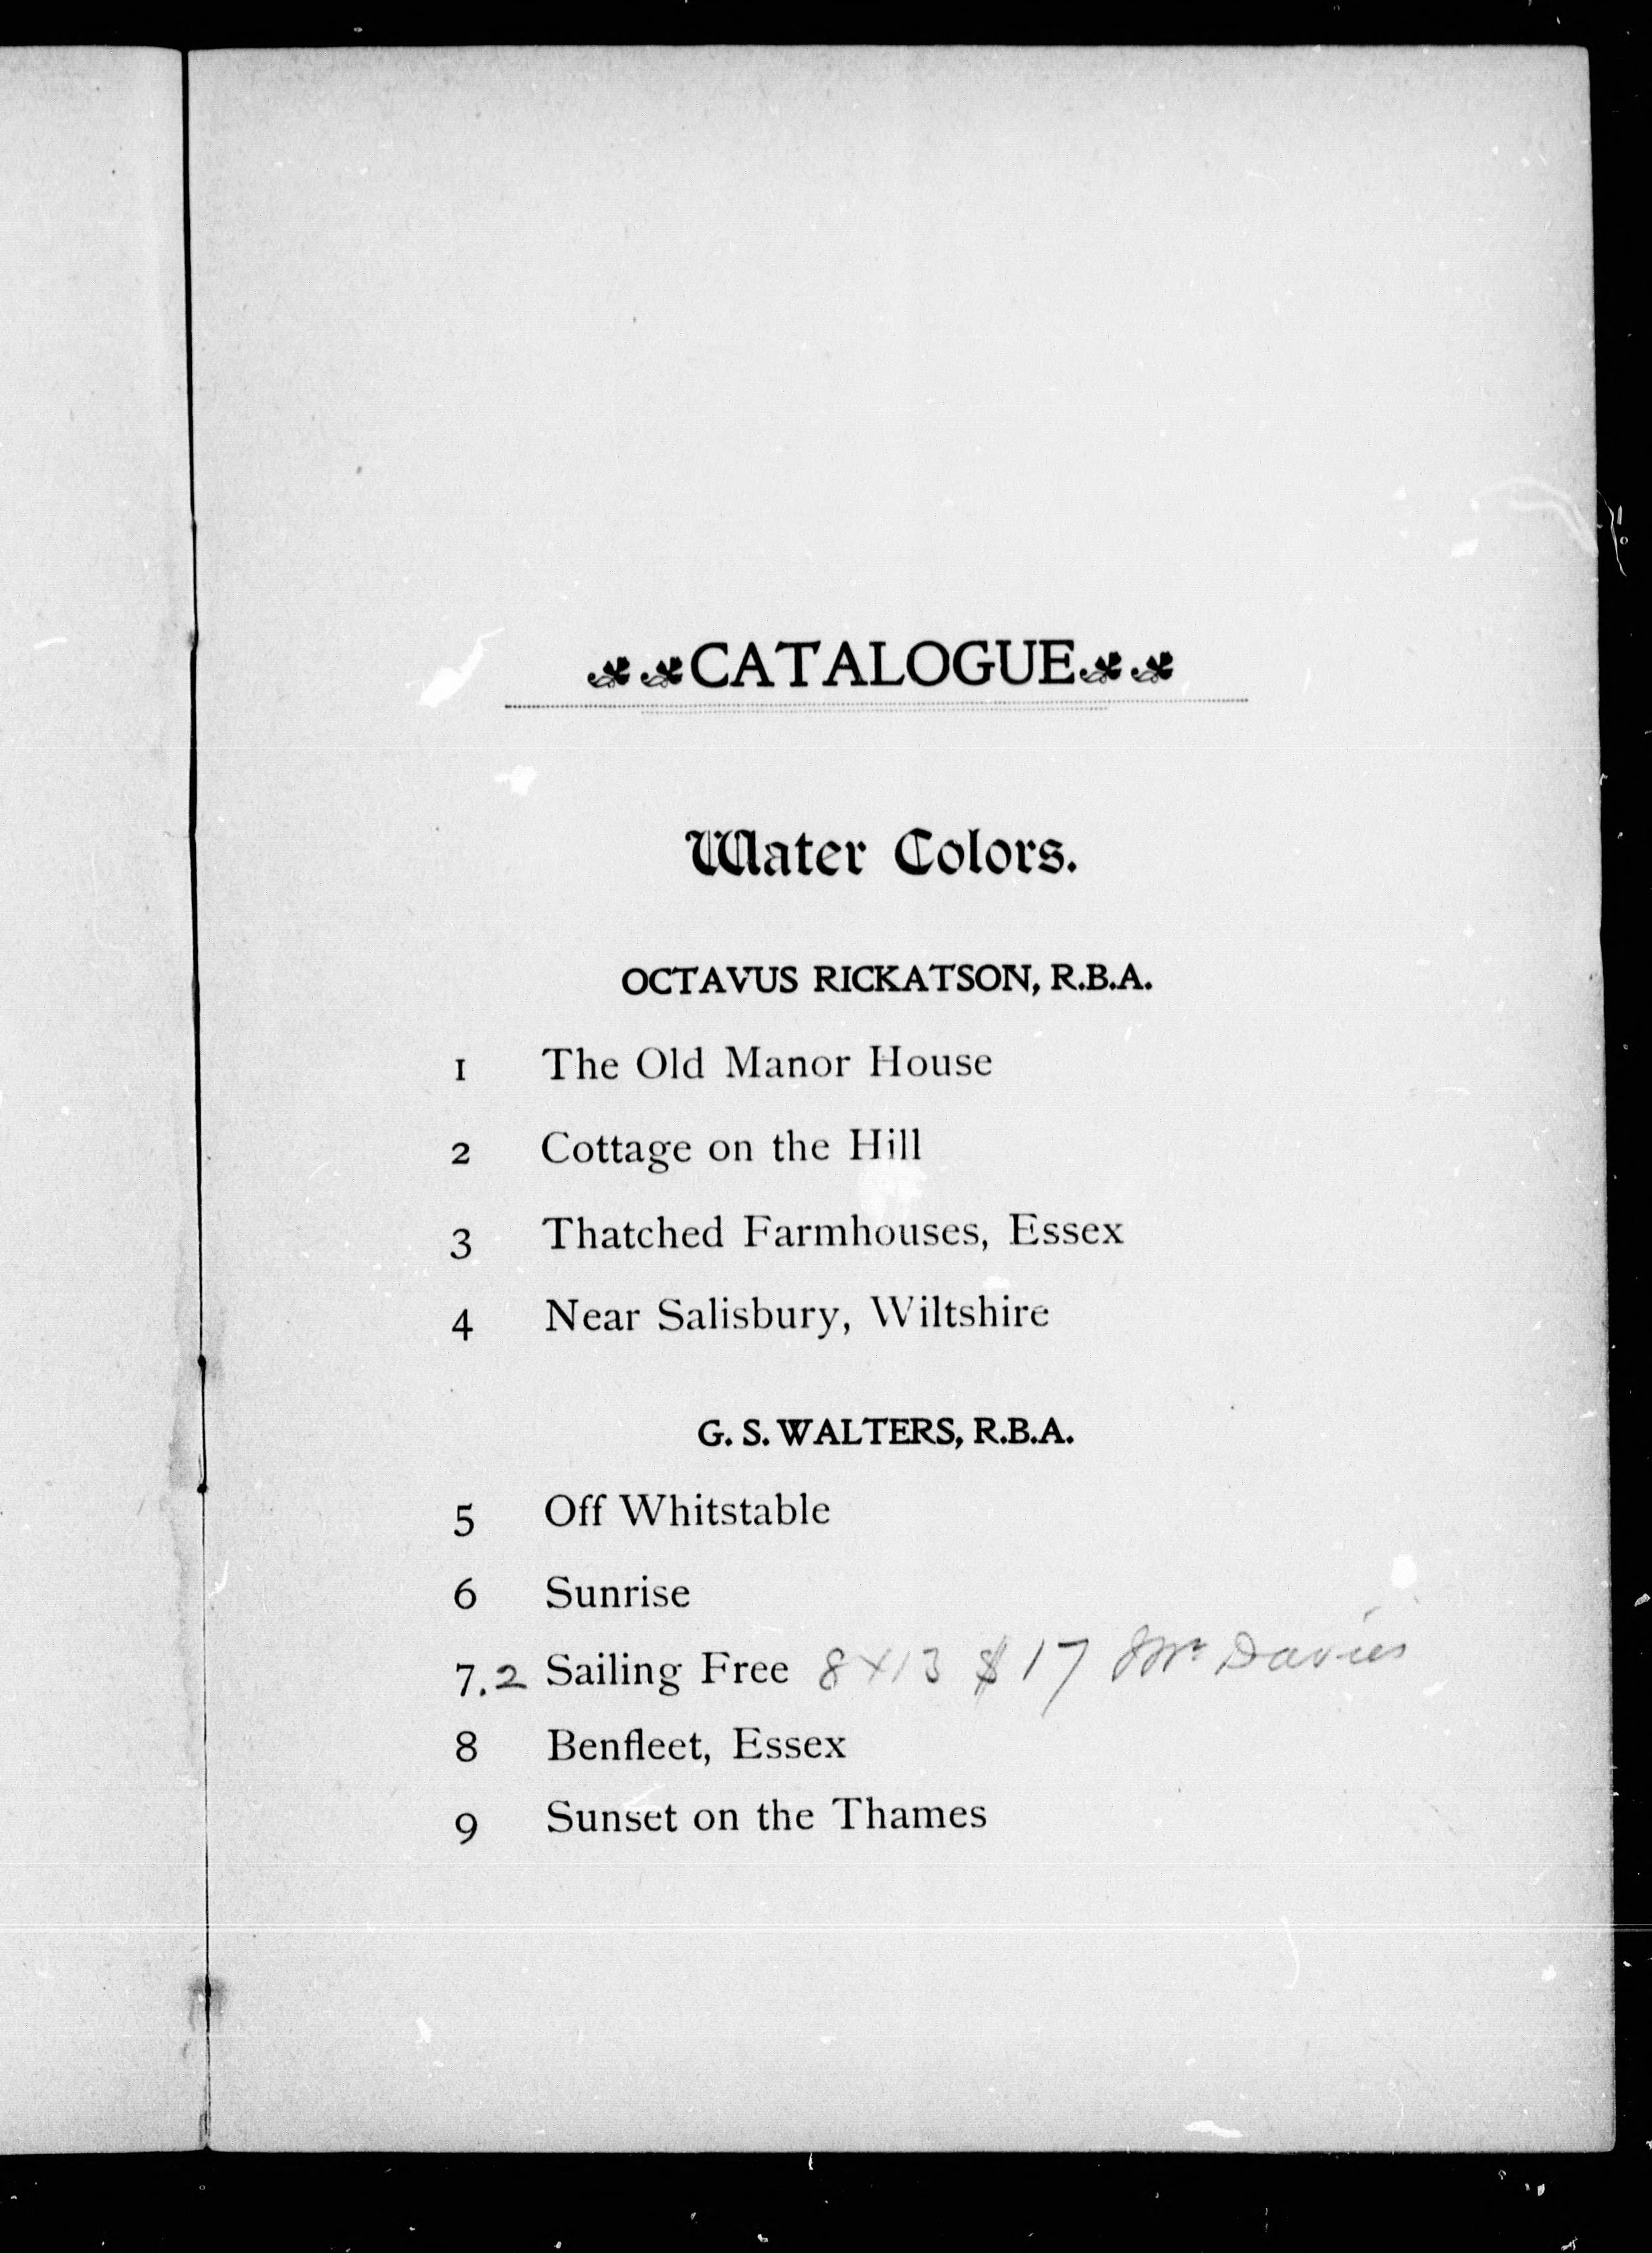 CATALOGUE
Water Colors.
OCTAVUS RICKATSON, R.B.A.
1 The Old Manor House
2 Cottage on the Hill
3 Thatched Farmhouses, Essex
4 Near Salisbury, Wiltshire
G. S. WALTERS, R.B.A.
5 Off Whitstable
6 Sunrise
7.2 Sailing Free 8x13 $17 Davies
8 Benfleet, Essex
9 Sunset on the Thames